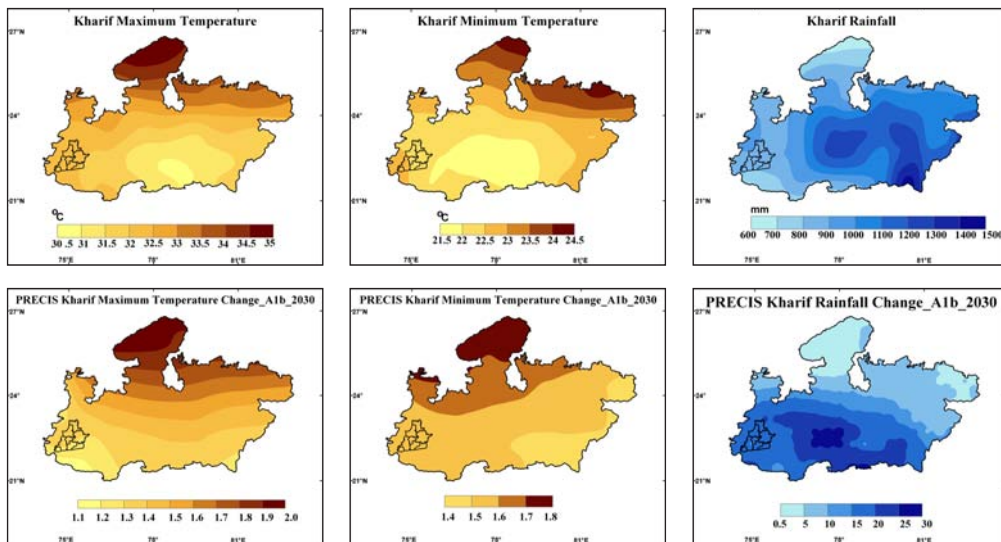 Kharif Maximum Temperature
27°N
24°
21°N
°C
30.5 31 31.5 32 32.5 33 33.5 34 34.5 35
75°E 78° 81°E
Kharif Minimum Temperature
27°N
24°
21°N
°C
21.5 22 22.5 23 23.5 24 24.5
75°E 78° 81°E
Kharif Rainfall
27°N
24°
21°N
mm
600 700 900 1000 1100 1300 1400 1500
75°E 78° 81°E
PRECIS Kharif Maximum Temperature Change_A1b_2030
27°N
24°
21°N
1.1 1.3 1.4 1.5 1.6 1.7 1.8 1.9 2.0
75°E 78° 81°E
PRECIS Kharif Minimum Temperature Change_A1b_2030
27°N
24°
21°N
1.4 1.6 1.7 1.8
75°E 78° 81°E
PRECIS Kharif Rainfall Change_A1b_2030
27°N
24°
21°N
0.5 5 10 15 20 25 30
75°E 78° 81°E